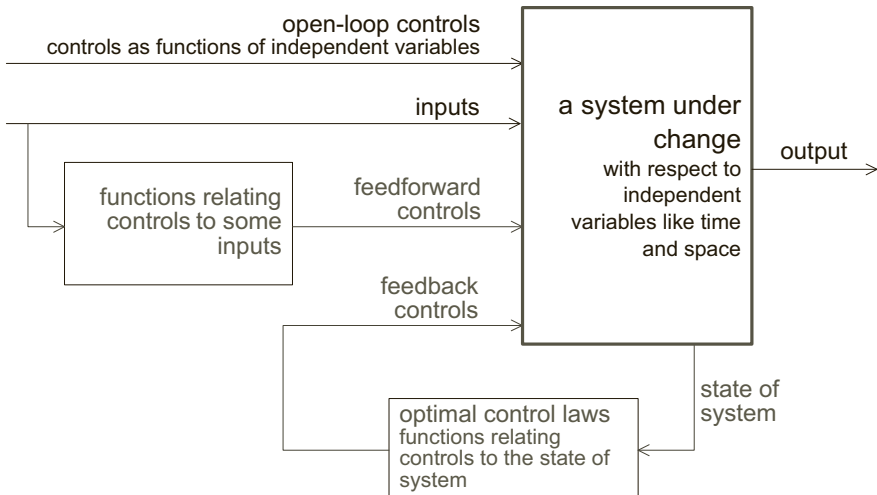 open-loop controls
controls as functions of independent variables
inputs
a system under
change
with respect to
independent
variables like time
and space
output
functions relating
controls to some
inputs
feedforward
controls
feedback
controls
state of
system
optimal control laws
functions relating
controls to the state of
system